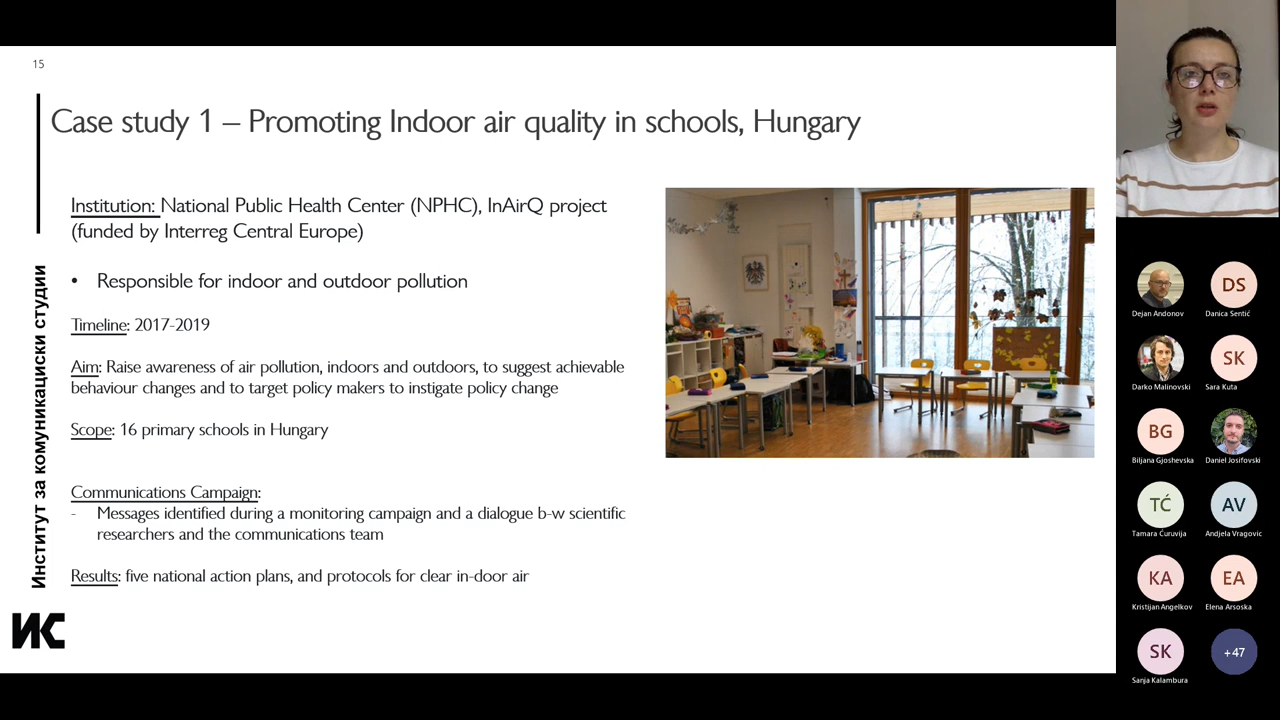 15
Case study 1 – Promoting Indoor air quality in schools, Hungary
Institution: National Public Health Center (NPHC), InAirQ project
(funded by Interreg Central Europe)
• Responsible for indoor and outdoor pollution
Timeline: 2017-2019
Aim: Raise awareness of air pollution, indoors and outdoors, to suggest achievable
behaviour changes and to target policy makers to instigate policy change
Scope: 16 primary schools in Hungary
Communications Campaign:
- Messages identified during a monitoring campaign and a dialogue b-w scientific
researchers and the communications team
Results: five national action plans, and protocols for clear in-door air
Институт за комуникациски студии
ИС
Dejan Andonov
DS
Danica Sentić
Darko Malinovski
SK
Sara Kuta
BG
Biljana Gjoshevska
Daniel Josifovski
TĆ
Tamara Ćuruvija
AV
Andjela Vragovic
KA
Kristijan Angelkov
EA
Elena Arsoska
SK
Sanja Kalambura
+47